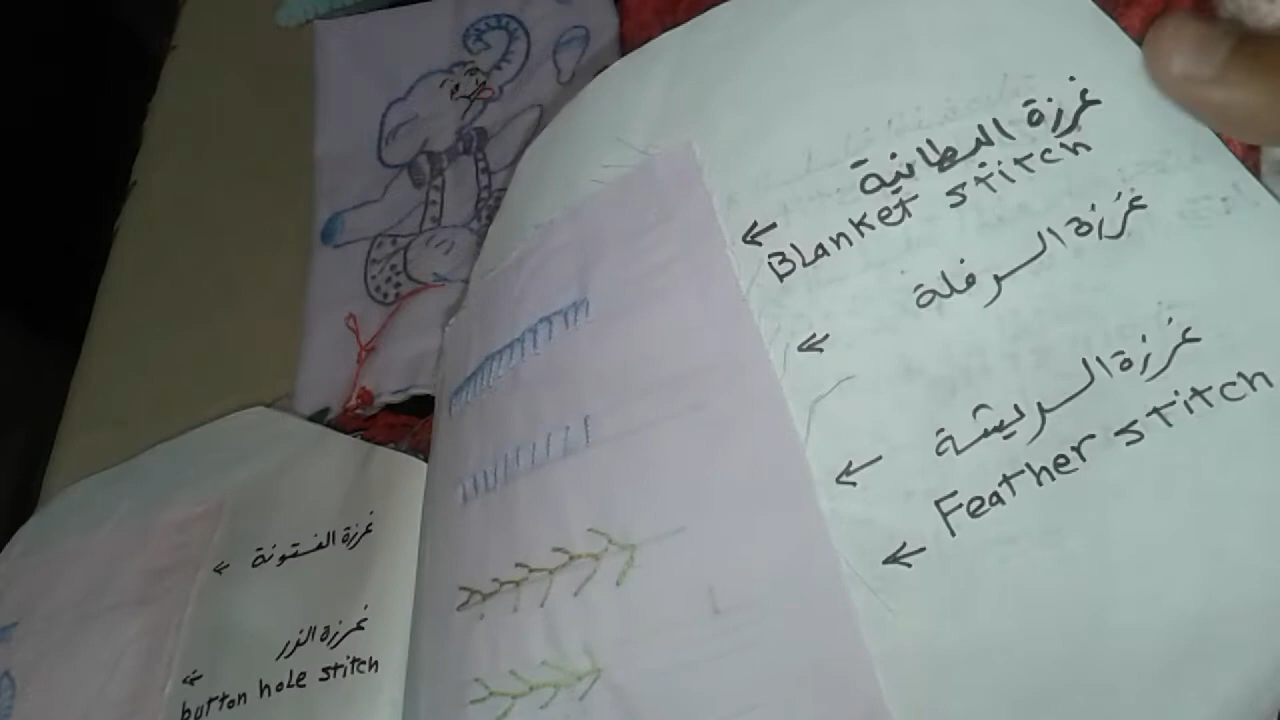 غرزة البطانية
Blanket stitch
غرزة السرفلة
غرزة الريشة
Feather stitch
غرزة الفستونة
غرزة الزر
button hole stitch